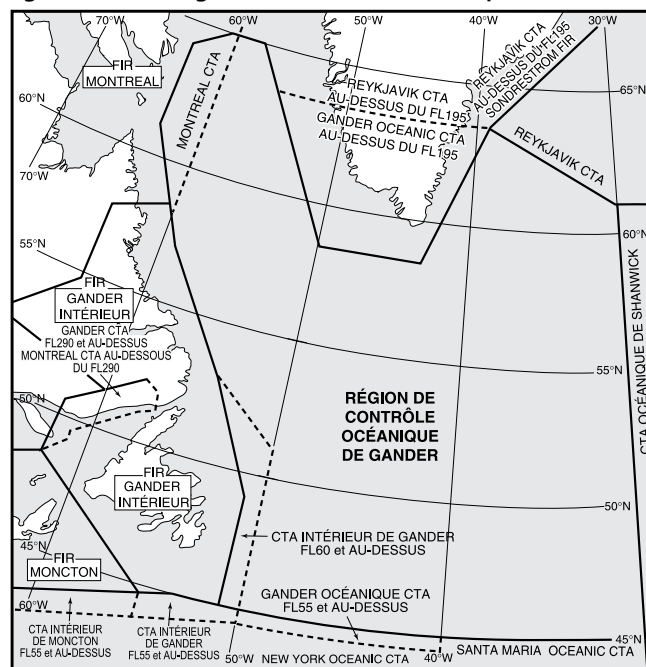 70°W
60°W
50°W
40°W
30°W
FIR
MONTREAL
MONTREAL CTA
REYKJAVIK CTA
AU-DESSUS DU FL195
GANDER OCEANIC CTA
AU-DESSUS DU FL195
REYKJAVIK CTA
AU-DESSUS DU FL195
SONDRESTROM FIR
65°N
60°N
REYKJAVIK CTA
70°W
60°N
55°N
FIR
GANDER
INTÉRIEUR
GANDER CTA
FL290 et AU-DESSUS
MONTREAL CTA AU-DESSOUS
DU FL290
CTA OCÉANIQUE DE SHANWICK
55°N
50°N
RÉGION DE
CONTRÔLE
OCÉANIQUE
DE GANDER
FIR
GANDER
INTÉRIEUR
50°N
CTA INTÉRIEUR DE GANDER
FL60 et AU-DESSUS
45°N
FIR
MONCTON
GANDER OCÉANIQUE CTA
FL55 et AU-DESSUS
60°W
CTA INTÉRIEUR
DE MONCTON
FL55 et AU-DESSUS
CTA INTÉRIEUR
DE GANDER
FL55 et AU-DESSUS
45°N
50°W
NEW YORK OCEANIC CTA
40°W
SANTA MARIA OCEANIC CTA